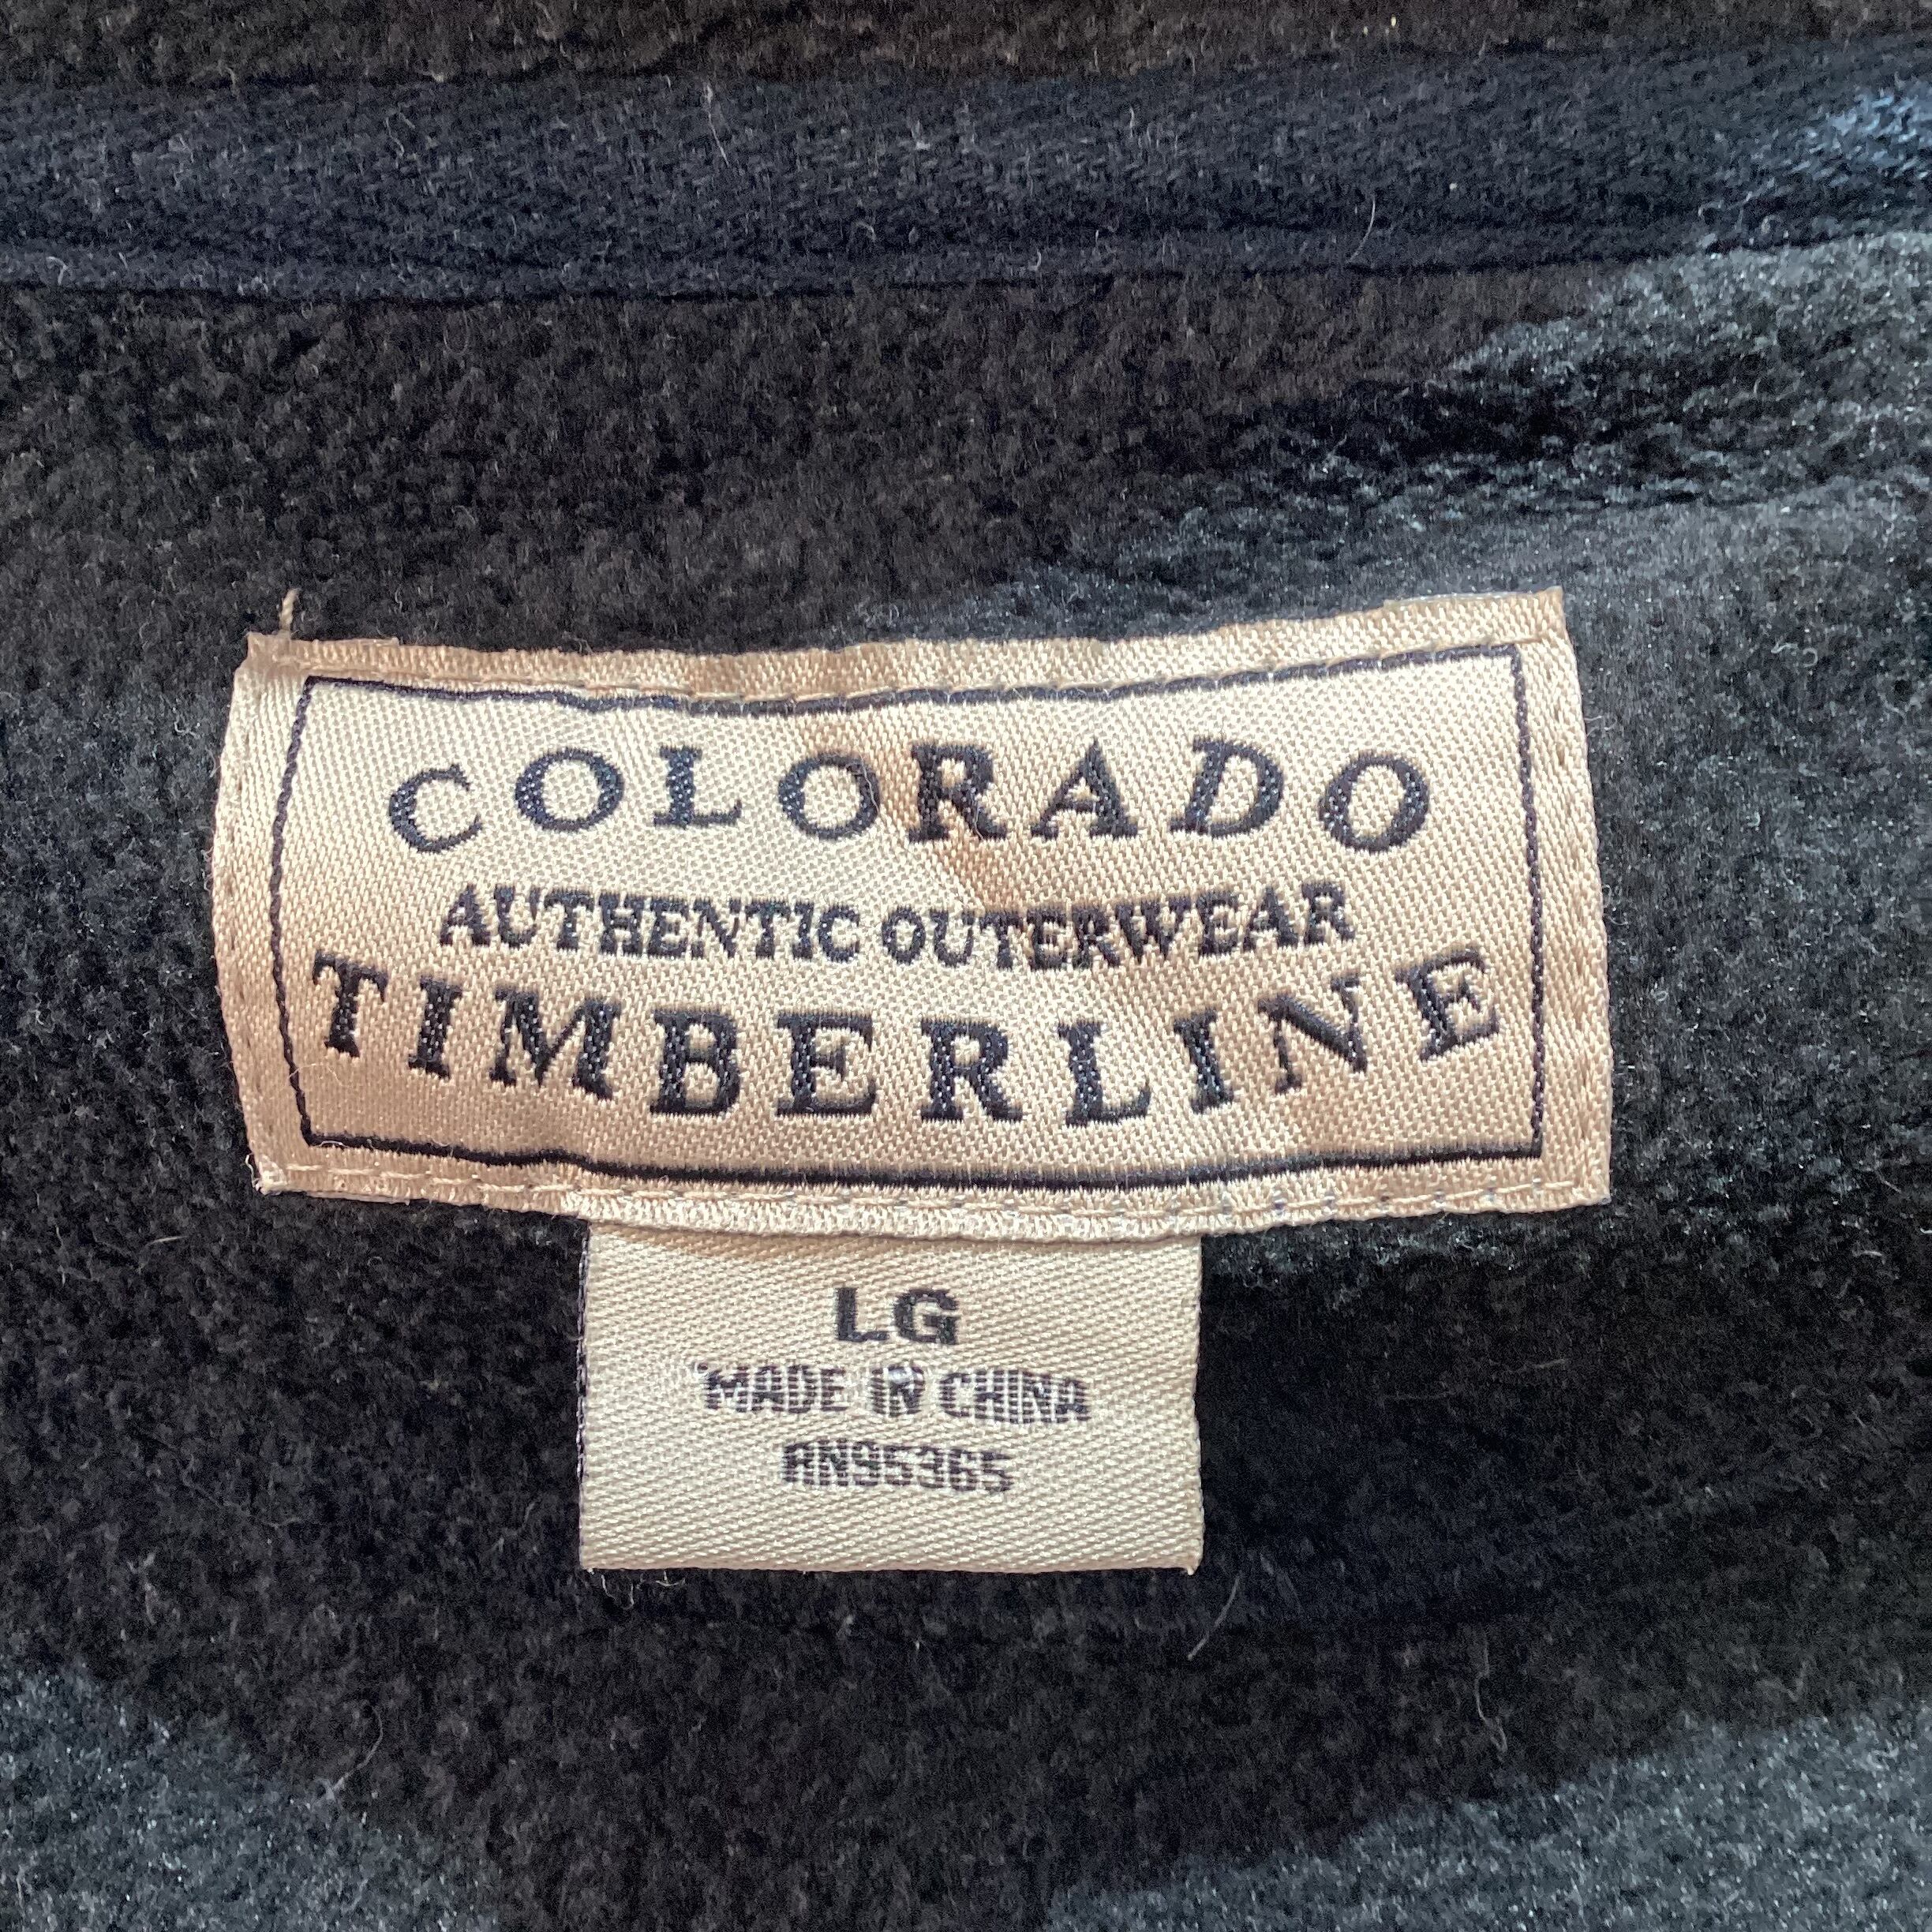 COLORADO
AUTHENTIC OUTERWEAR
TIMBERLINE
LG
MADE IN CHINA
RN95365